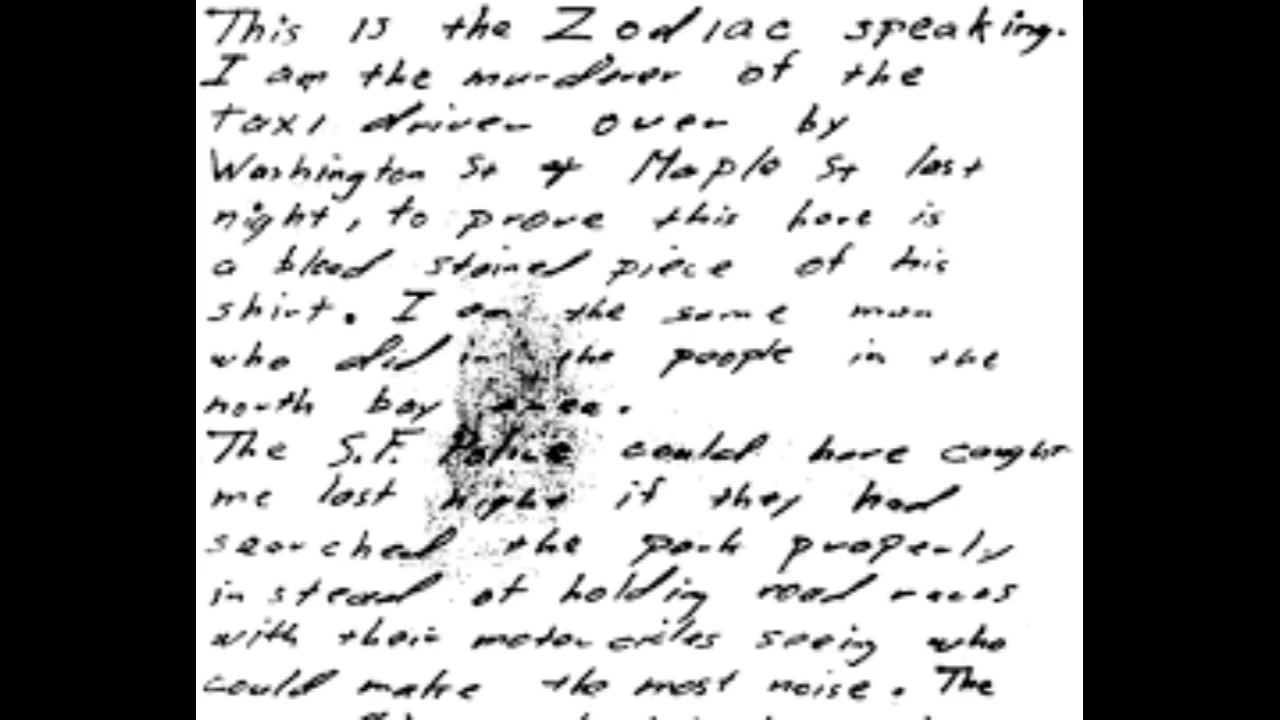 This is the Zodiac speaking.
I am the murderer of the
taxi driver over by
Washington St & Maple St last
night, to prove this here is
a blood stained piece of his
shirt. I am the same man
who did in the people in the
north bay area.
The S.F. Police could have caught
me last night if they had
searched the park properly
instead of holding road races
with their motorcicles seeing who
could make the most noise. The